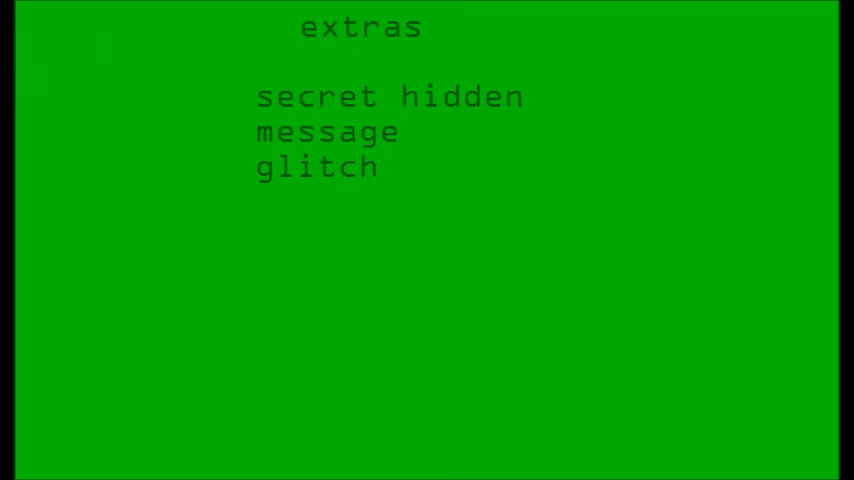 extras
secret hidden
message
glitch